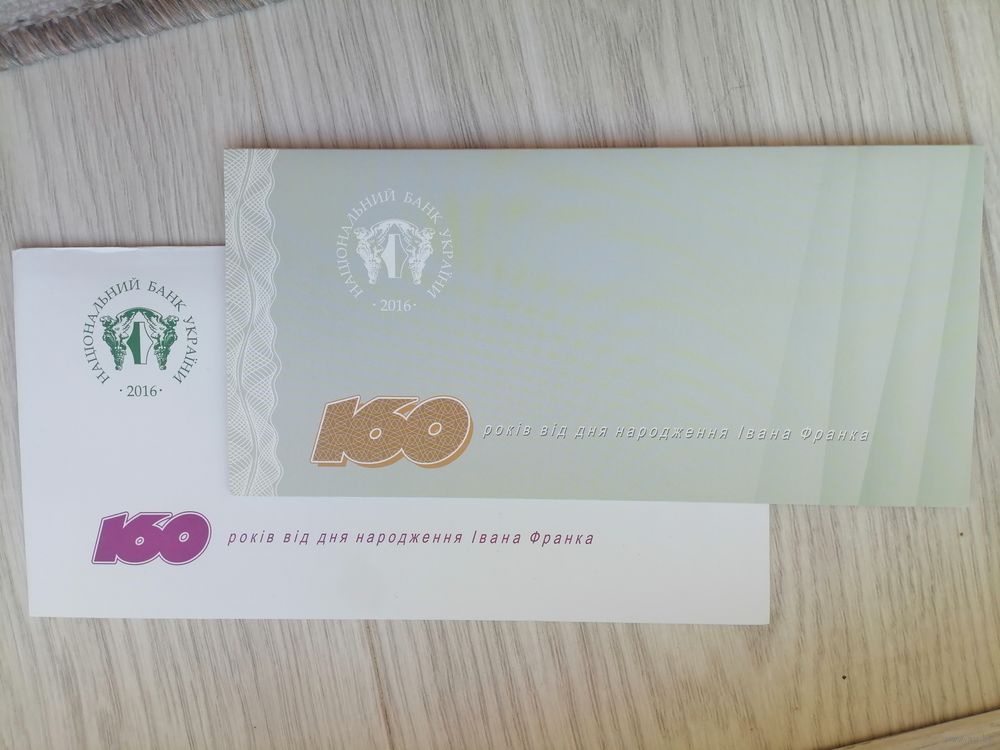 НАЦІОНАЛЬНИЙ БАНК УКРАЇНИ
· 2016 ·
160 років від дня народження Івана Франка
НАЦІОНАЛЬНИЙ БАНК УКРАЇНИ
· 2016 ·
160 років від дня народження Івана Франка